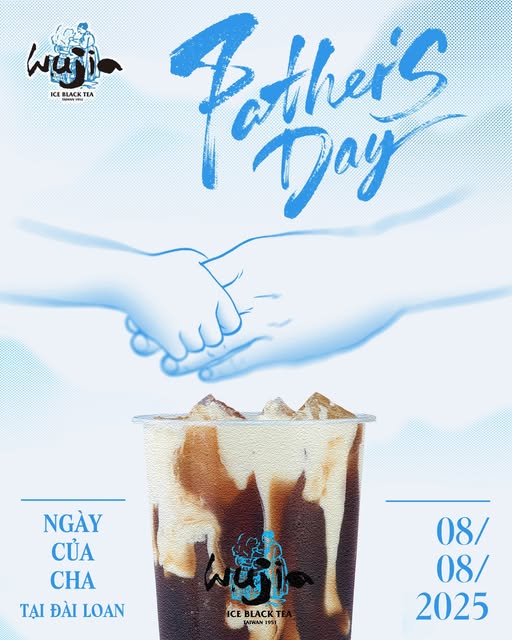 wujia
ICE BLACK TEA
TAIWAN 1951
Father's
Day
NGÀY
CỦA
CHA
TẠI ĐÀI LOAN
08/
08/
2025
wujia
ICE BLACK TEA
TAIWAN 1951